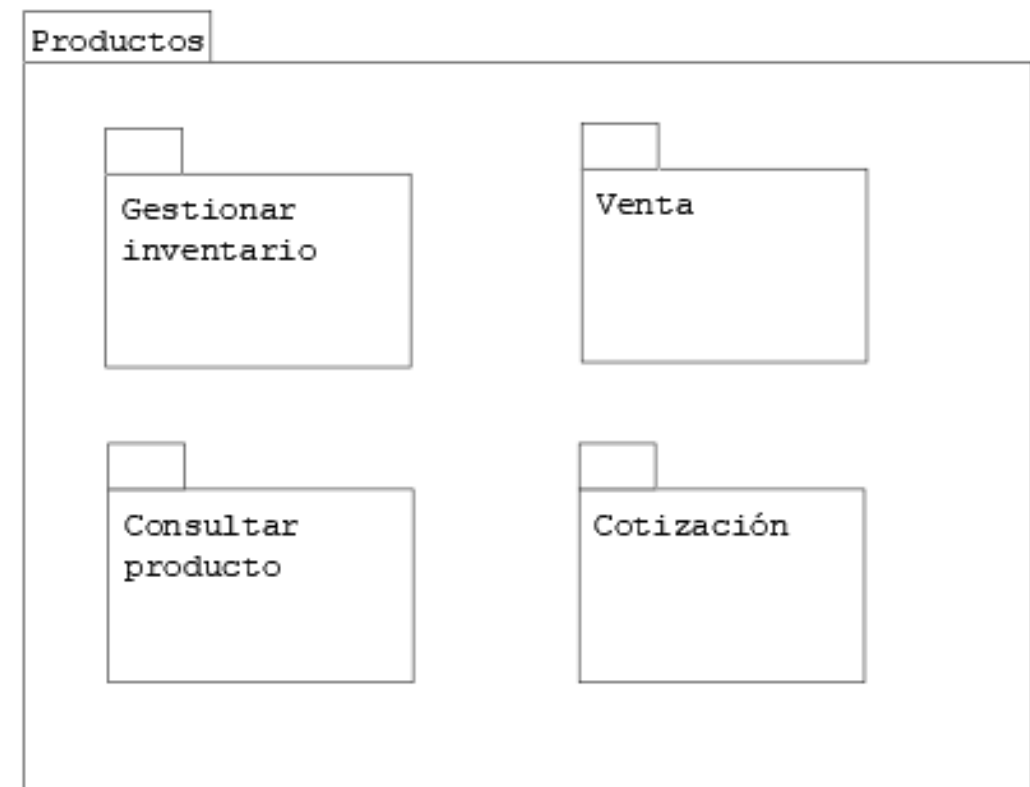 Productos
Gestionar
inventario
Venta
Consultar
producto
Cotización